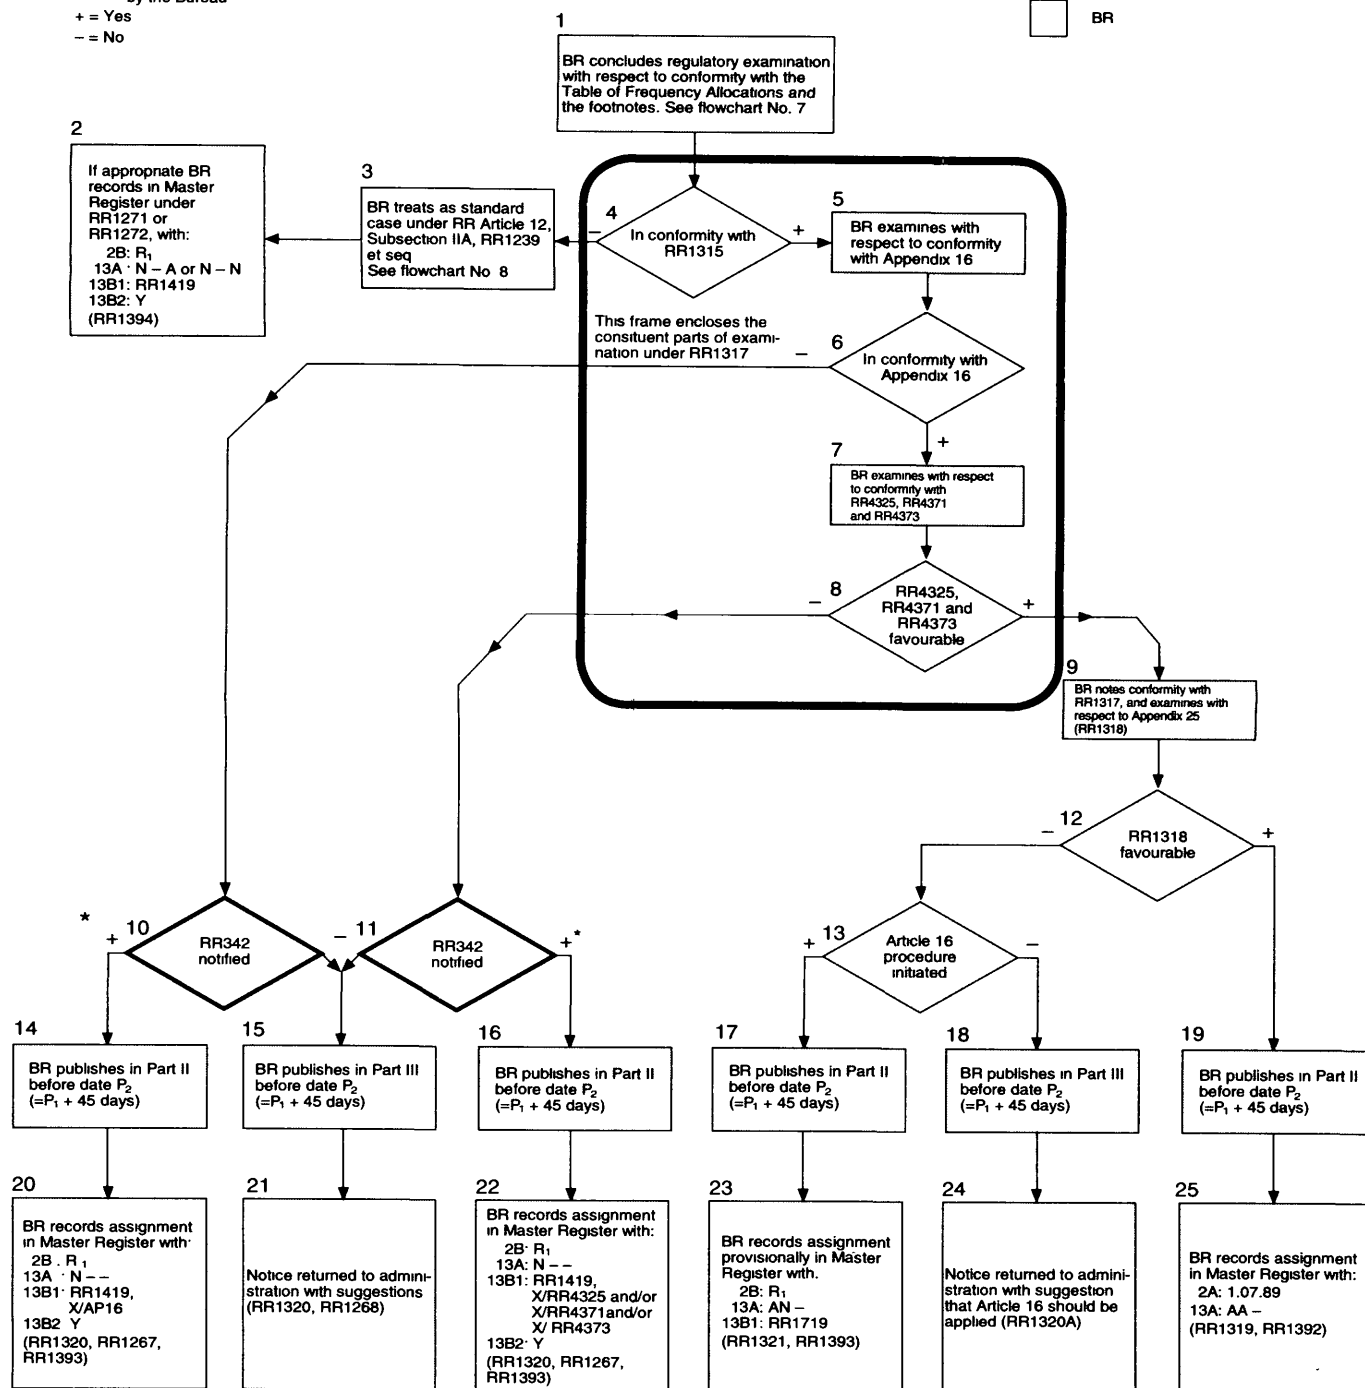 by the Bureau
+ = Yes
– = No
BR
1
BR concludes regulatory examination
with respect to conformity with the
Table of Frequency Allocations and
the footnotes. See flowchart No. 7
2
If appropriate BR
records in Master
Register under
RR1271 or
RR1272, with:
2B: R₁
13A · N – A or N – N
13B1: RR1419
13B2: Y
(RR1394)
3
BR treats as standard
case under RR Article 12,
Subsection IIA, RR1239
et seq
See flowchart No 8
–
4
In conformity with
RR1315
+
5
BR examines with
respect to conformity
with Appendix 16
This frame encloses the
constituent parts of exami-
nation under RR1317
–
6
In conformity with
Appendix 16
+
7
BR examines with respect
to conformity with
RR4325, RR4371
and RR4373
–
8
RR4325,
RR4371 and
RR4373
favourable
+
9
BR notes conformity with
RR1317, and examines with
respect to Appendix 25
(RR1318)
–
12
RR1318
favourable
+
*
+
10
RR342
notified
–
11
RR342
notified
+*
+
13
Article 16
procedure
initiated
–
14
BR publishes in Part II
before date P₂
(=P₁ + 45 days)
15
BR publishes in Part III
before date P₂
(=P₁ + 45 days)
16
BR publishes in Part II
before date P₂
(=P₁ + 45 days)
17
BR publishes in Part II
before date P₂
(=P₁ + 45 days)
18
BR publishes in Part III
before date P₂
(=P₁ + 45 days)
19
BR publishes in Part II
before date P₂
(=P₁ + 45 days)
20
BR records assignment
in Master Register with·
2B . R₁
13A · N – –
13B1· RR1419,
X/AP16
13B2 Y
(RR1320, RR1267,
RR1393)
21
Notice returned to admini-
stration with suggestions
(RR1320, RR1268)
22
BR records assignment
in Master Register with:
2B· R₁
13A: N – –
13B1: RR1419,
X/RR4325 and/or
X/RR4371and/or
X/ RR4373
13B2· Y
(RR1320, RR1267,
RR1393)
23
BR records assignment
provisionally in Master
Register with.
2B: R₁
13A: AN –
13B1: RR1719
(RR1321, RR1393)
24
Notice returned to admini-
stration with suggestion
that Article 16 should be
applied (RR1320A)
25
BR records assignment
in Master Register with:
2A: 1.07.89
13A: AA –
(RR1319, RR1392)